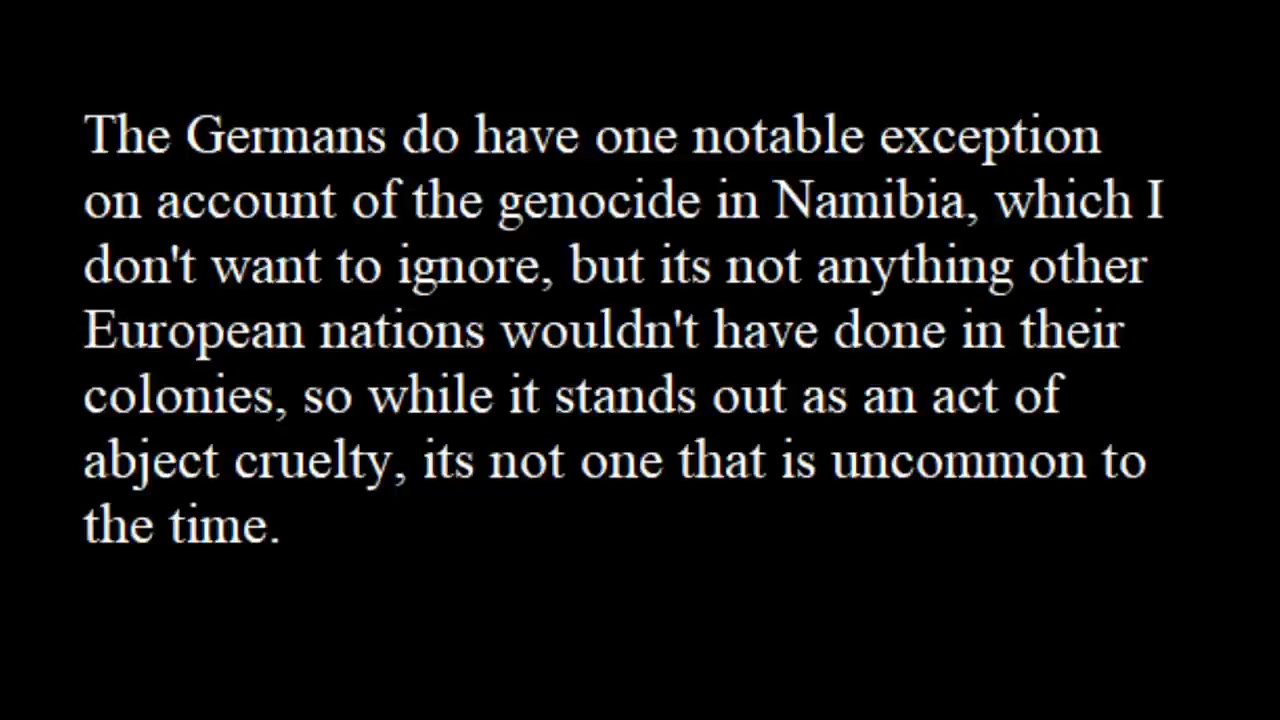 The Germans do have one notable exception
on account of the genocide in Namibia, which I
don't want to ignore, but its not anything other
European nations wouldn't have done in their
colonies, so while it stands out as an act of
abject cruelty, its not one that is uncommon to
the time.